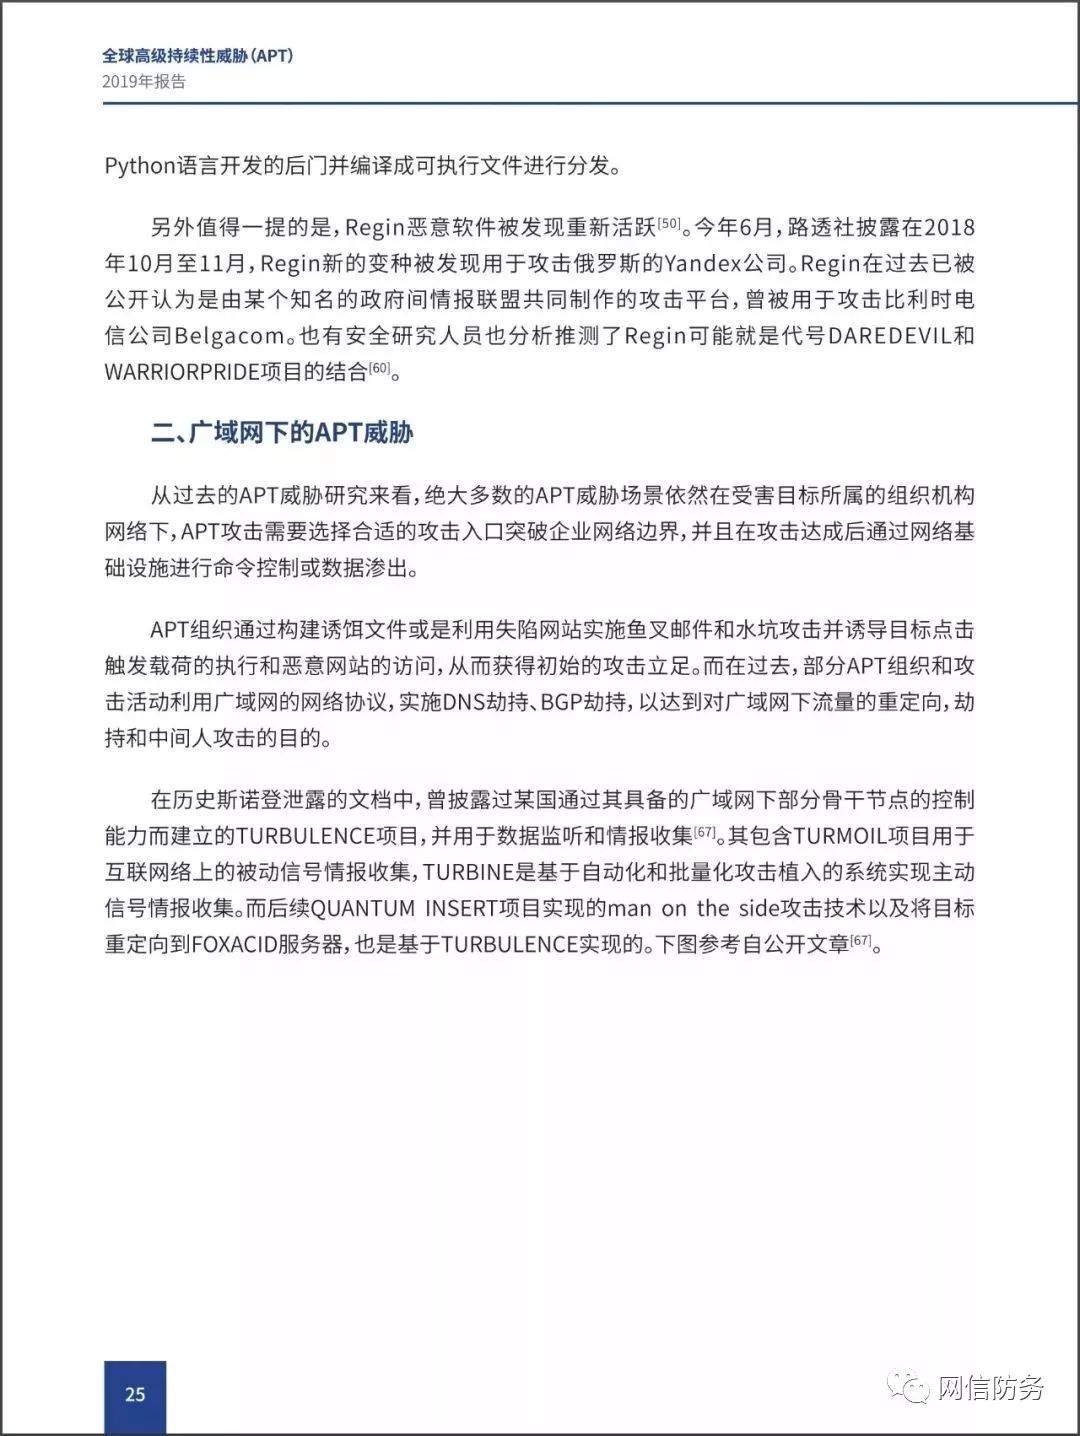 全球高级持续性威胁（APT）
2019年报告
Python语言开发的后门并编译成可执行文件进行分发。
另外值得一提的是，Regin恶意软件被发现重新活跃[50]。今年6月，路透社披露在2018
年10月至11月，Regin新的变种被发现用于攻击俄罗斯的Yandex公司。Regin在过去已被
公开认为是由某个知名的政府间情报联盟共同制作的攻击平台，曾被用于攻击比利时电
信公司Belgacom。也有安全研究人员也分析推测了Regin可能就是代号DAREDEVIL和
WARRIORPRIDE项目的结合[60]。
二、广域网下的APT威胁
从过去的APT威胁研究来看，绝大多数的APT威胁场景依然在受害目标所属的组织机构
网络下，APT攻击需要选择合适的攻击入口突破企业网络边界，并且在攻击达成后通过网络基
础设施进行命令控制或数据渗出。
APT组织通过构建诱饵文件或是利用失陷网站实施鱼叉邮件和水坑攻击并诱导目标点击
触发载荷的执行和恶意网站的访问，从而获得初始的攻击立足。而在过去，部分APT组织和攻
击活动利用广域网的网络协议，实施DNS劫持、BGP劫持，以达到对广域网下流量的重定向，劫
持和中间人攻击的目的。
在历史斯诺登泄露的文档中，曾披露过某国通过其具备的广域网下部分骨干节点的控制
能力而建立的TURBULENCE项目，并用于数据监听和情报收集[67]。其包含TURMOIL项目用于
互联网络上的被动信号情报收集，TURBINE是基于自动化和批量化攻击植入的系统实现主动
信号情报收集。而后续QUANTUM INSERT项目实现的man on the side攻击技术以及将目标
重定向到FOXACID服务器，也是基于TURBULENCE实现的。下图参考自公开文章[67]。
25
网信防务